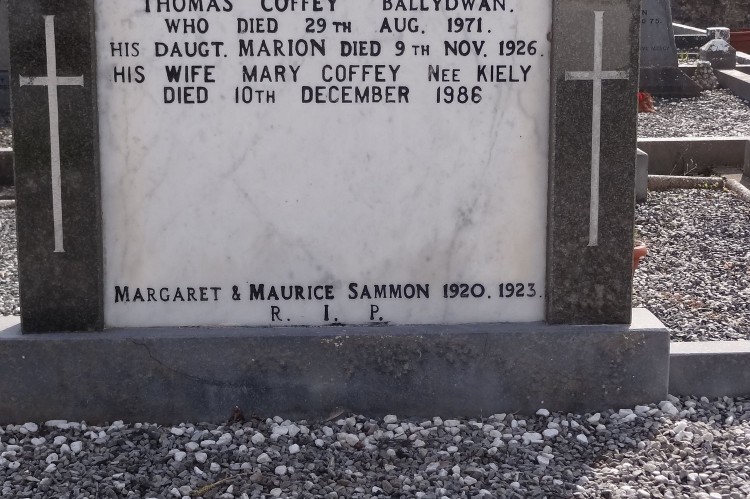 THOMAS COFFEY BALLYDWAN.
WHO DIED 29TH AUG. 1971.
HIS DAUGT. MARION DIED 9TH NOV. 1926.
HIS WIFE MARY COFFEY NEE KIELY
DIED 10TH DECEMBER 1986
MARGARET & MAURICE SAMMON 1920. 1923.
R. I. P.